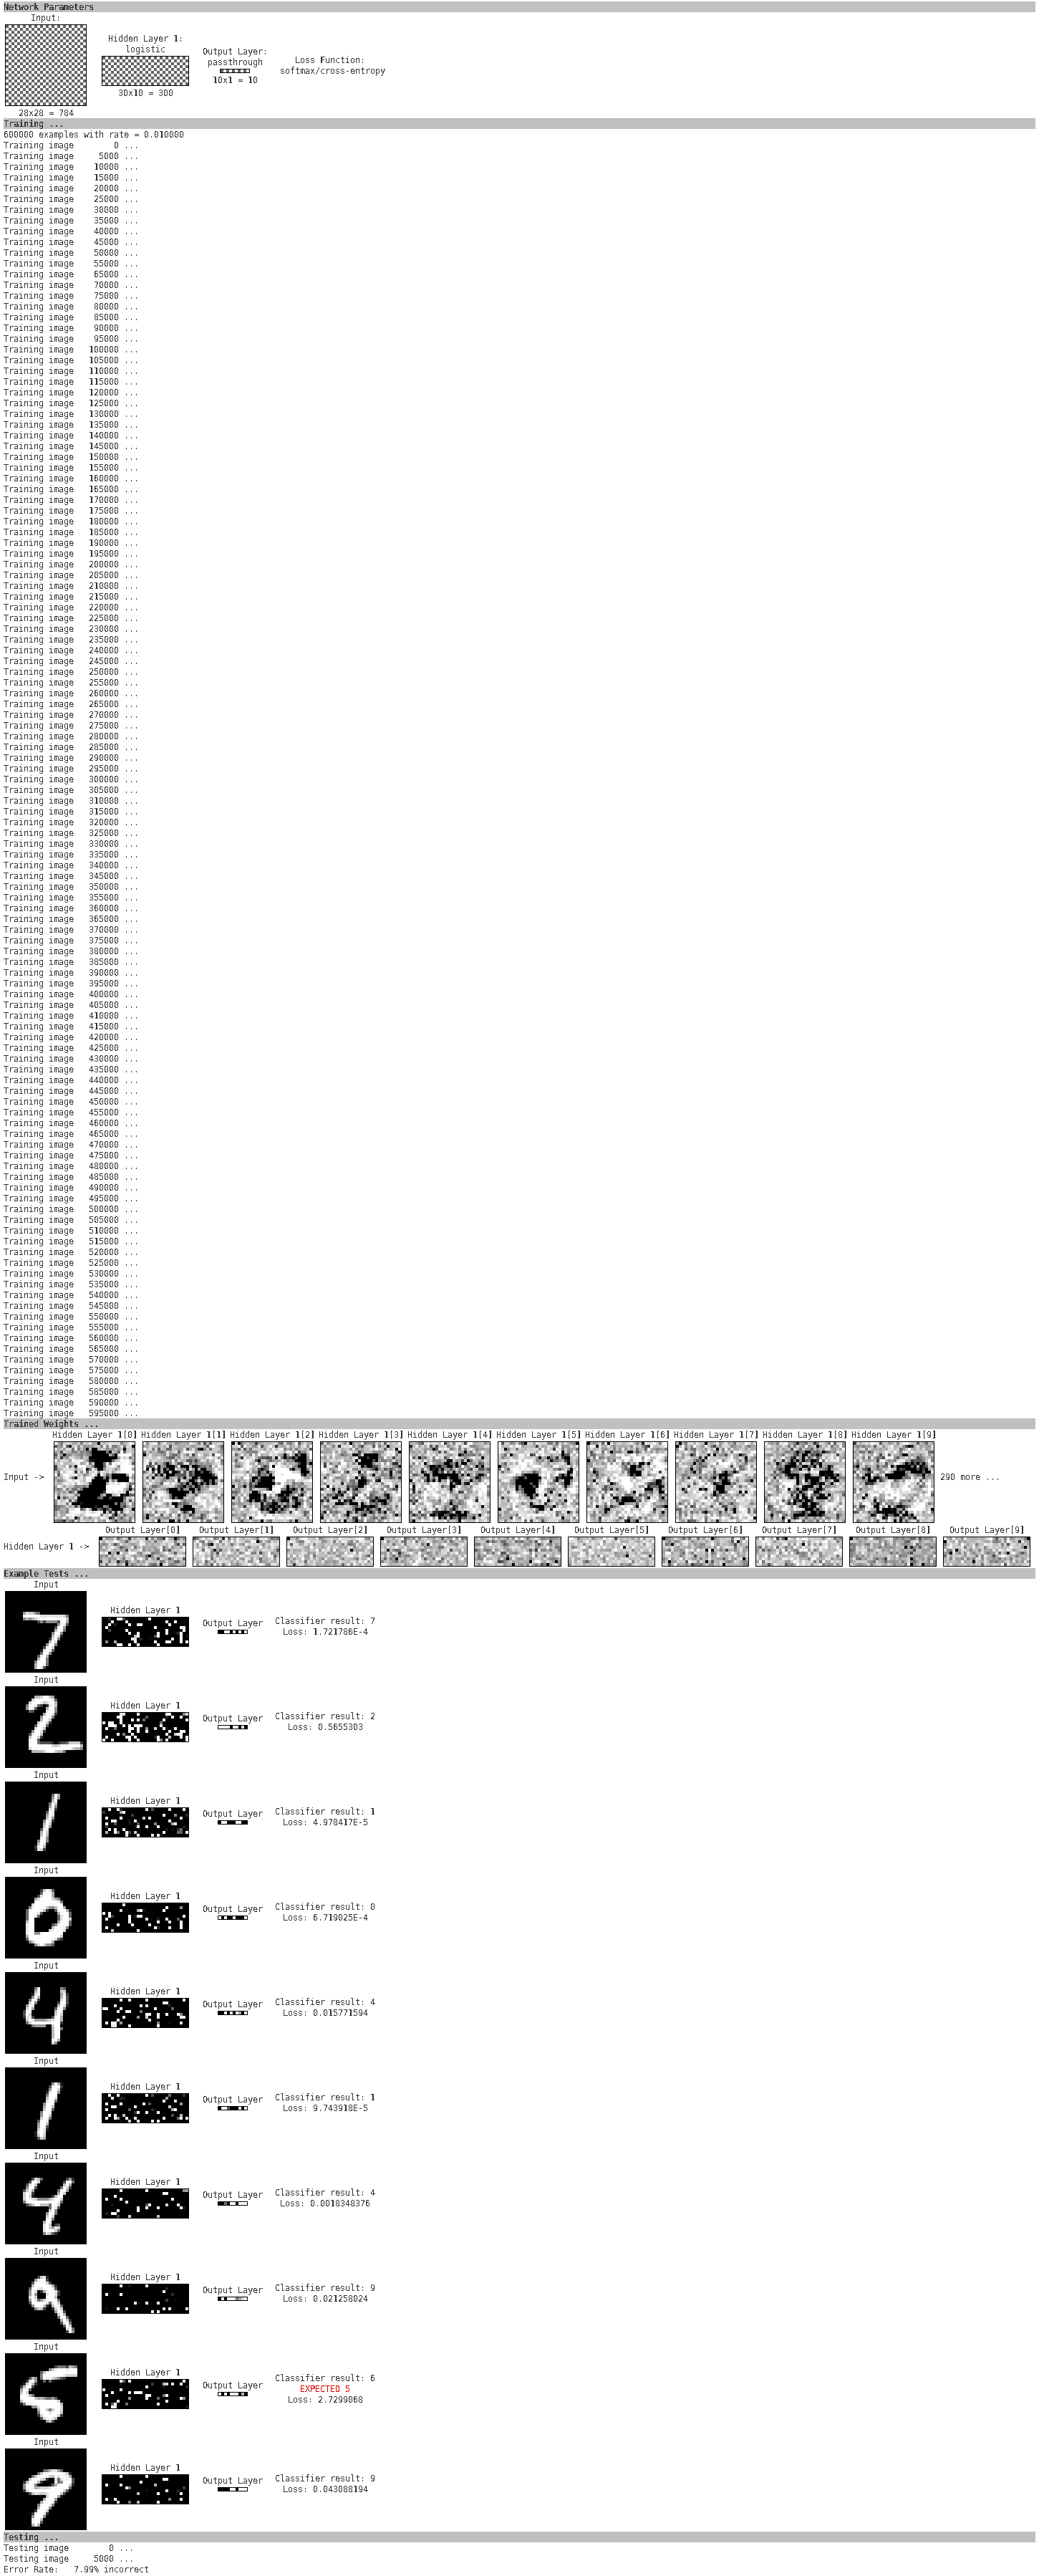 Network Parameters
Input:
28x28 = 784
Hidden Layer 1:
logistic
30x10 = 300
Output Layer:
passthrough
10x1 = 10
Loss Function:
softmax/cross-entropy
Training ...
600000 examples with rate = 0.010000
Training image 0 ...
Training image 5000 ...
Training image 10000 ...
Training image 15000 ...
Training image 20000 ...
Training image 25000 ...
Training image 30000 ...
Training image 35000 ...
Training image 40000 ...
Training image 45000 ...
Training image 50000 ...
Training image 55000 ...
Training image 65000 ...
Training image 70000 ...
Training image 75000 ...
Training image 80000 ...
Training image 85000 ...
Training image 90000 ...
Training image 95000 ...
Training image 100000 ...
Training image 105000 ...
Training image 110000 ...
Training image 115000 ...
Training image 120000 ...
Training image 125000 ...
Training image 130000 ...
Training image 135000 ...
Training image 140000 ...
Training image 145000 ...
Training image 150000 ...
Training image 155000 ...
Training image 160000 ...
Training image 165000 ...
Training image 170000 ...
Training image 175000 ...
Training image 180000 ...
Training image 185000 ...
Training image 190000 ...
Training image 195000 ...
Training image 200000 ...
Training image 205000 ...
Training image 210000 ...
Training image 215000 ...
Training image 220000 ...
Training image 225000 ...
Training image 230000 ...
Training image 235000 ...
Training image 240000 ...
Training image 245000 ...
Training image 250000 ...
Training image 255000 ...
Training image 260000 ...
Training image 265000 ...
Training image 270000 ...
Training image 275000 ...
Training image 280000 ...
Training image 285000 ...
Training image 290000 ...
Training image 295000 ...
Training image 300000 ...
Training image 305000 ...
Training image 310000 ...
Training image 315000 ...
Training image 320000 ...
Training image 325000 ...
Training image 330000 ...
Training image 335000 ...
Training image 340000 ...
Training image 345000 ...
Training image 350000 ...
Training image 355000 ...
Training image 360000 ...
Training image 365000 ...
Training image 370000 ...
Training image 375000 ...
Training image 380000 ...
Training image 385000 ...
Training image 390000 ...
Training image 395000 ...
Training image 400000 ...
Training image 405000 ...
Training image 410000 ...
Training image 415000 ...
Training image 420000 ...
Training image 425000 ...
Training image 430000 ...
Training image 435000 ...
Training image 440000 ...
Training image 445000 ...
Training image 450000 ...
Training image 455000 ...
Training image 460000 ...
Training image 465000 ...
Training image 470000 ...
Training image 475000 ...
Training image 480000 ...
Training image 485000 ...
Training image 490000 ...
Training image 495000 ...
Training image 500000 ...
Training image 505000 ...
Training image 510000 ...
Training image 515000 ...
Training image 520000 ...
Training image 525000 ...
Training image 530000 ...
Training image 535000 ...
Training image 540000 ...
Training image 545000 ...
Training image 550000 ...
Training image 555000 ...
Training image 560000 ...
Training image 565000 ...
Training image 570000 ...
Training image 575000 ...
Training image 580000 ...
Training image 585000 ...
Training image 590000 ...
Training image 595000 ...
Trained Weights ...
Hidden Layer 1[0] Hidden Layer 1[1] Hidden Layer 1[2] Hidden Layer 1[3] Hidden Layer 1[4] Hidden Layer 1[5] Hidden Layer 1[6] Hidden Layer 1[7] Hidden Layer 1[8] Hidden Layer 1[9]
Input -> 290 more ...
Output Layer[0] Output Layer[1] Output Layer[2] Output Layer[3] Output Layer[4] Output Layer[5] Output Layer[6] Output Layer[7] Output Layer[8] Output Layer[9]
Hidden Layer 1 ->
Example Tests ...
Input
7
Hidden Layer 1
Output Layer
Classifier result: 7
Loss: 1.721786E-4
Input
2
Hidden Layer 1
Output Layer
Classifier result: 2
Loss: 0.5655303
Input
1
Hidden Layer 1
Output Layer
Classifier result: 1
Loss: 4.978417E-5
Input
0
Hidden Layer 1
Output Layer
Classifier result: 0
Loss: 6.719025E-4
Input
4
Hidden Layer 1
Output Layer
Classifier result: 4
Loss: 0.015771594
Input
1
Hidden Layer 1
Output Layer
Classifier result: 1
Loss: 9.743918E-5
Input
4
Hidden Layer 1
Output Layer
Classifier result: 4
Loss: 0.0018348376
Input
9
Hidden Layer 1
Output Layer
Classifier result: 9
Loss: 0.021258024
Input
5
Hidden Layer 1
Output Layer
Classifier result: 6
EXPECTED 5
Loss: 2.7299068
Input
9
Hidden Layer 1
Output Layer
Classifier result: 9
Loss: 0.043088194
Testing ...
Testing image 0 ...
Testing image 5000 ...
Error Rate: 7.99% incorrect